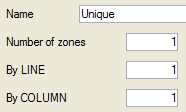 Name Unique
Number of zones 1
By LINE 1
By COLUMN 1